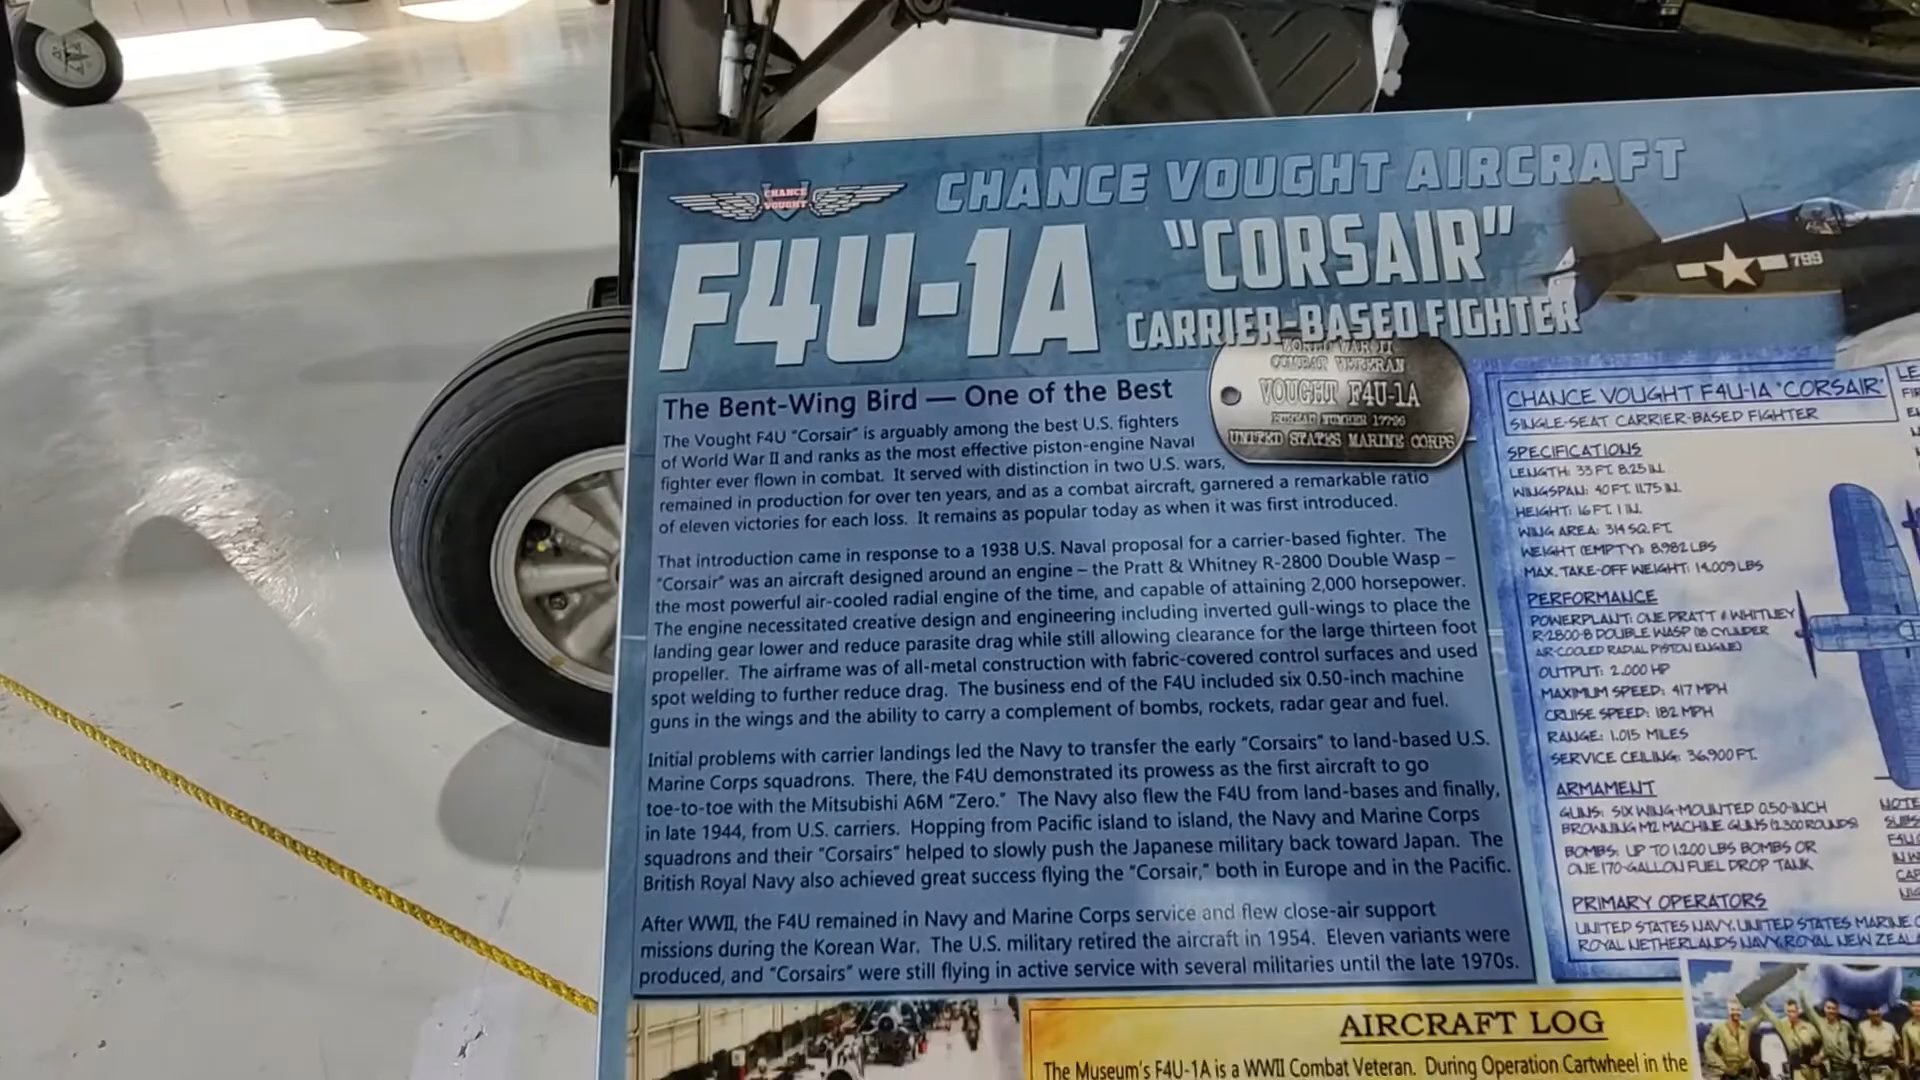 CHANCE VOUGHT
CHANCE VOUGHT AIRCRAFT
F4U-1A
"CORSAIR"
CARRIER-BASED FIGHTER
799
WORLD WAR II
COMBAT VETERAN
VOUGHT F4U-1A
UNITED STATES MARINE CORPS
The Bent-Wing Bird — One of the Best
The Vought F4U "Corsair" is arguably among the best U.S. fighters
of World War II and ranks as the most effective piston-engine Naval
fighter ever flown in combat. It served with distinction in two U.S. wars,
remained in production for over ten years, and as a combat aircraft, garnered a remarkable ratio
of eleven victories for each loss. It remains as popular today as when it was first introduced.
That introduction came in response to a 1938 U.S. Naval proposal for a carrier-based fighter. The
"Corsair" was an aircraft designed around an engine – the Pratt & Whitney R-2800 Double Wasp –
the most powerful air-cooled radial engine of the time, and capable of attaining 2,000 horsepower.
The engine necessitated creative design and engineering including inverted gull-wings to place the
landing gear lower and reduce parasite drag while still allowing clearance for the large thirteen foot
propeller. The airframe was of all-metal construction with fabric-covered control surfaces and used
spot welding to further reduce drag. The business end of the F4U included six 0.50-inch machine
guns in the wings and the ability to carry a complement of bombs, rockets, radar gear and fuel.
Initial problems with carrier landings led the Navy to transfer the early "Corsairs" to land-based U.S.
Marine Corps squadrons. There, the F4U demonstrated its prowess as the first aircraft to go
toe-to-toe with the Mitsubishi A6M "Zero." The Navy also flew the F4U from land-bases and finally,
in late 1944, from U.S. carriers. Hopping from Pacific island to island, the Navy and Marine Corps
squadrons and their "Corsairs" helped to slowly push the Japanese military back toward Japan. The
British Royal Navy also achieved great success flying the "Corsair," both in Europe and in the Pacific.
After WWII, the F4U remained in Navy and Marine Corps service and flew close-air support
missions during the Korean War. The U.S. military retired the aircraft in 1954. Eleven variants were
produced, and "Corsairs" were still flying in active service with several militaries until the late 1970s.
CHANCE VOUGHT F4U-1A "CORSAIR"
SINGLE-SEAT CARRIER-BASED FIGHTER
SPECIFICATIONS
LENGTH: 33 FT. 8.25 IN.
WINGSPAN: 40 FT. 11.75 IN.
HEIGHT: 16 FT. 1 IN.
WING AREA: 314 SQ. FT.
WEIGHT (EMPTY): 8,982 LBS
MAX. TAKE-OFF WEIGHT: 14,009 LBS
PERFORMANCE
POWERPLANT: ONE PRATT & WHITNEY
R-2800-8 DOUBLE WASP (18 CYLINDER
AIR-COOLED RADIAL PISTON ENGINE)
OUTPUT: 2,000 HP
MAXIMUM SPEED: 417 MPH
CRUISE SPEED: 182 MPH
RANGE: 1,015 MILES
SERVICE CEILING: 36,900 FT.
ARMAMENT
GUNS: SIX WING-MOUNTED 0.50-INCH
BROWNING M2 MACHINE GUNS (2,300 ROUNDS)
BOMBS: UP TO 1,200 LBS BOMBS OR
ONE 170-GALLON FUEL DROP TANK
PRIMARY OPERATORS
UNITED STATES NAVY, UNITED STATES MARINE
ROYAL NETHERLANDS NAVY, ROYAL NEW
AIRCRAFT LOG
The Museum's F4U-1A is a WWII Combat Veteran. During Operation Cartwheel in the